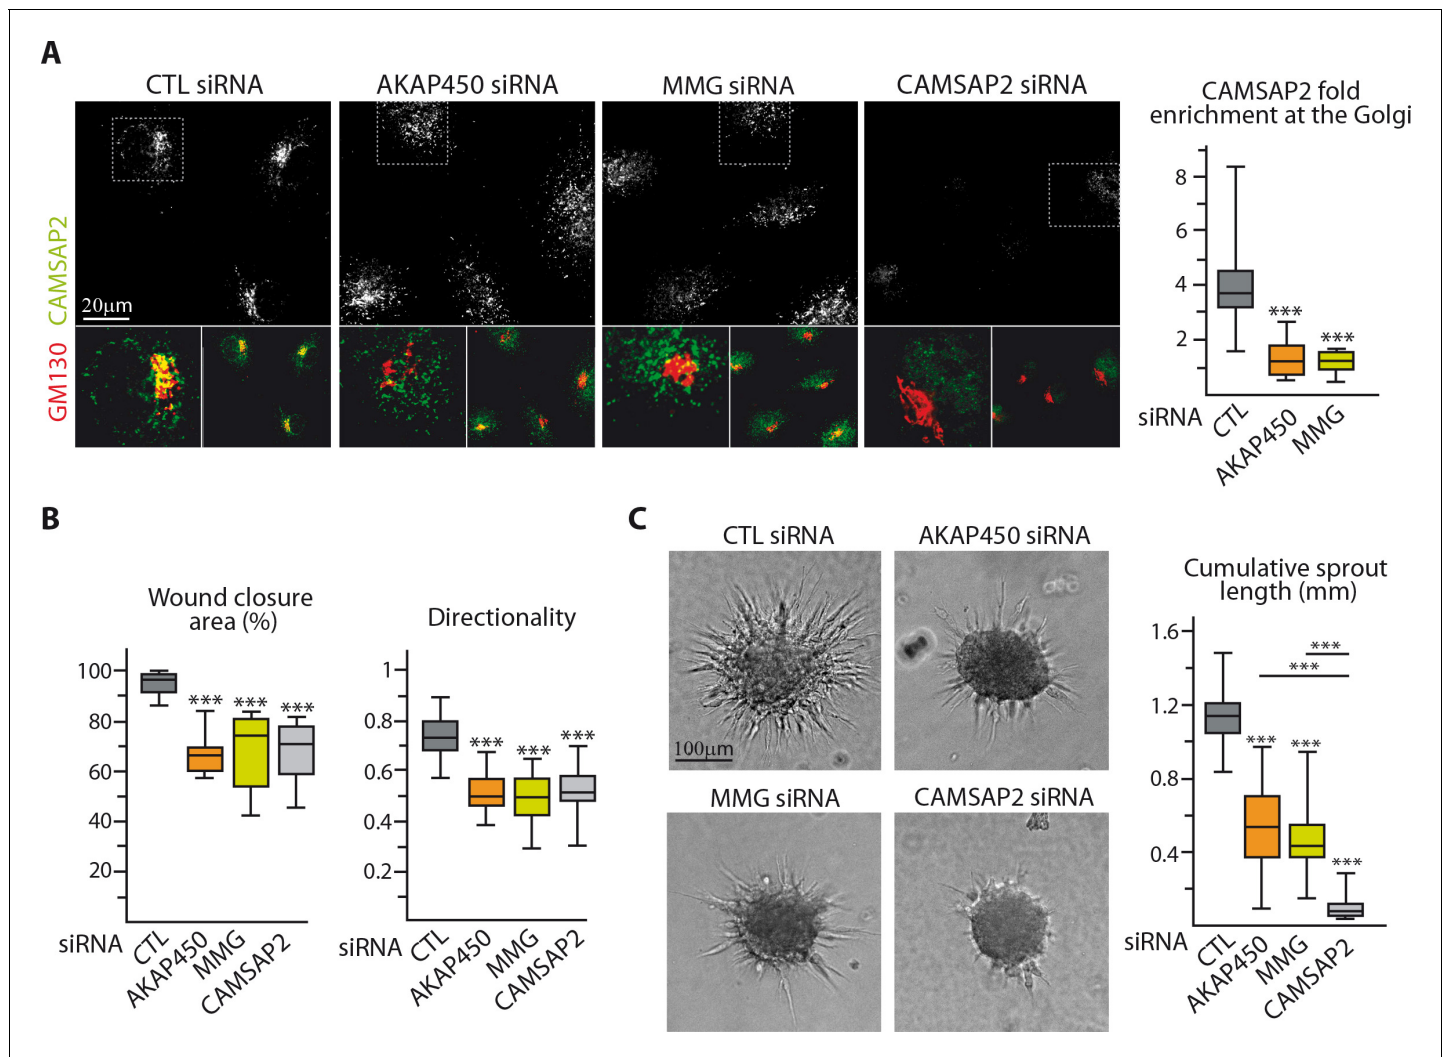 A
CTL siRNA
AKAP450 siRNA
MMG siRNA
CAMSAP2 siRNA
GM130 CAMSAP2
20μm
CAMSAP2 fold
enrichment at the Golgi
8
6
4
2
***
***
siRNA
CTL
AKAP450
MMG
B
Wound closure
area (%)
100
80
60
40
20
***
***
***
siRNA
CTL
AKAP450
MMG
CAMSAP2
Directionality
1
0.8
0.6
0.4
0.2
***
***
***
siRNA
CTL
AKAP450
MMG
CAMSAP2
C
CTL siRNA
AKAP450 siRNA
100μm
MMG siRNA
CAMSAP2 siRNA
Cumulative sprout
length (mm)
1.6
1.2
0.8
0.4
***
***
***
***
***
siRNA
CTL
AKAP450
MMG
CAMSAP2